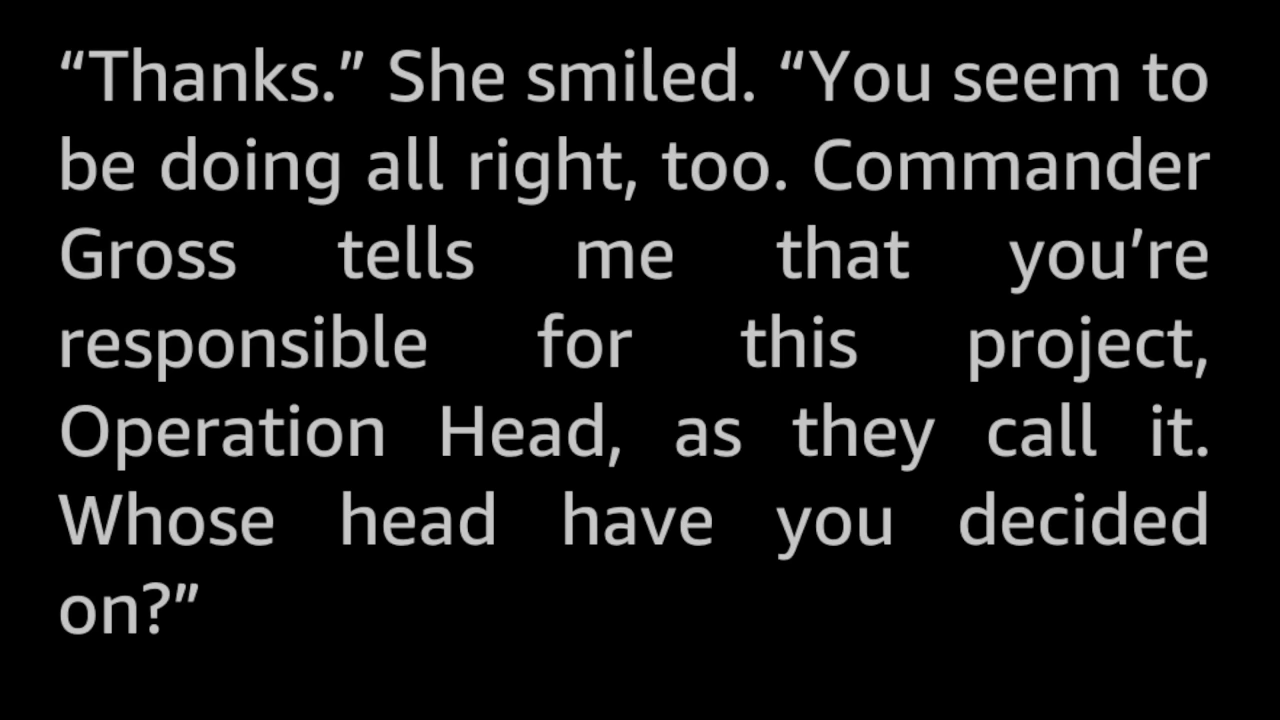 “Thanks.” She smiled. “You seem to
be doing all right, too. Commander
Gross tells me that you’re
responsible for this project,
Operation Head, as they call it.
Whose head have you decided
on?”